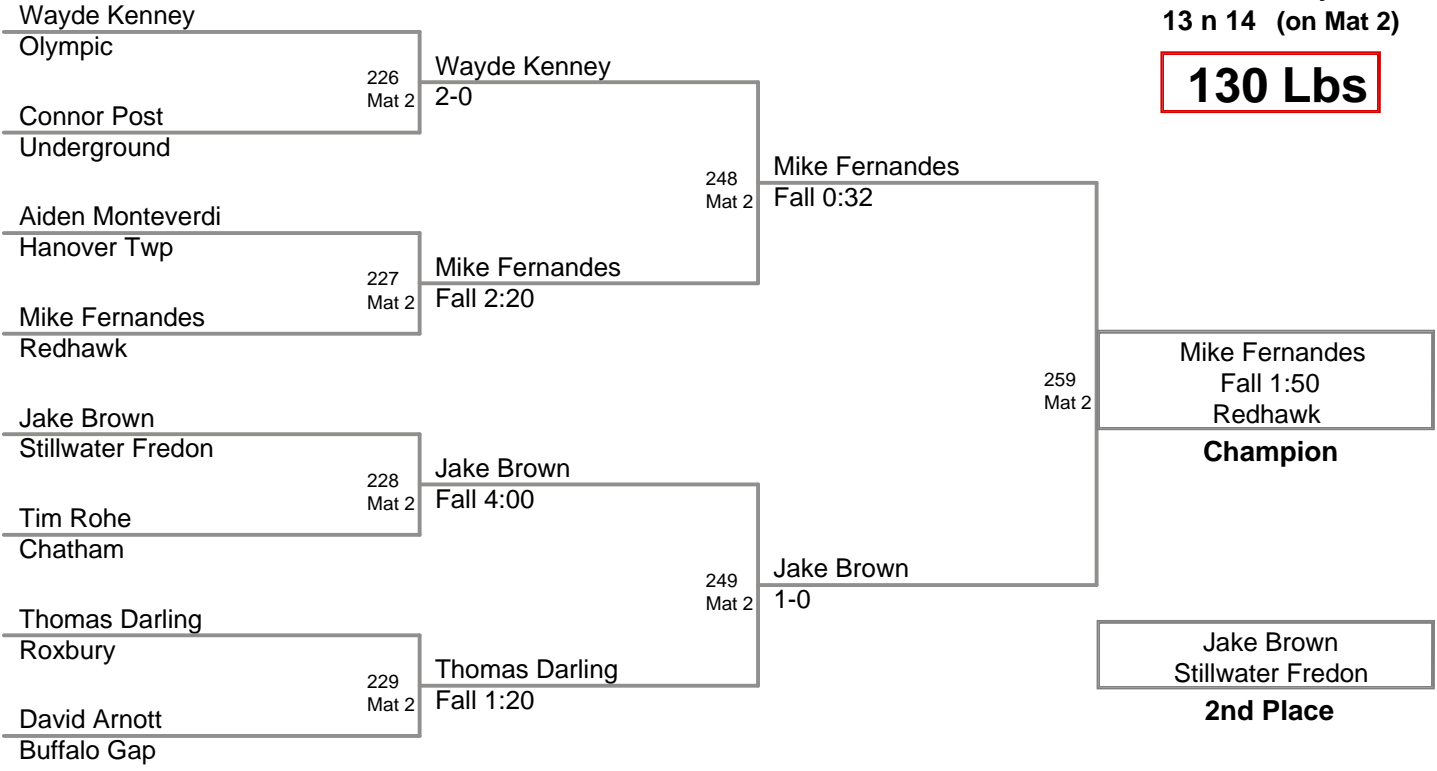 Wayde Kenney
Olympic
226
Mat 2
Connor Post
Underground
Wayde Kenney
2-0
Aiden Monteverdi
Hanover Twp
227
Mat 2
Mike Fernandes
Redhawk
Mike Fernandes
Fall 2:20
248
Mat 2
Mike Fernandes
Fall 0:32
Jake Brown
Stillwater Fredon
228
Mat 2
Tim Rohe
Chatham
Jake Brown
Fall 4:00
Thomas Darling
Roxbury
229
Mat 2
David Arnott
Buffalo Gap
Thomas Darling
Fall 1:20
249
Mat 2
Jake Brown
1-0
259
Mat 2
13 n 14 (on Mat 2)
130 Lbs
Mike Fernandes
Fall 1:50
Redhawk
Champion
Jake Brown
Stillwater Fredon
2nd Place